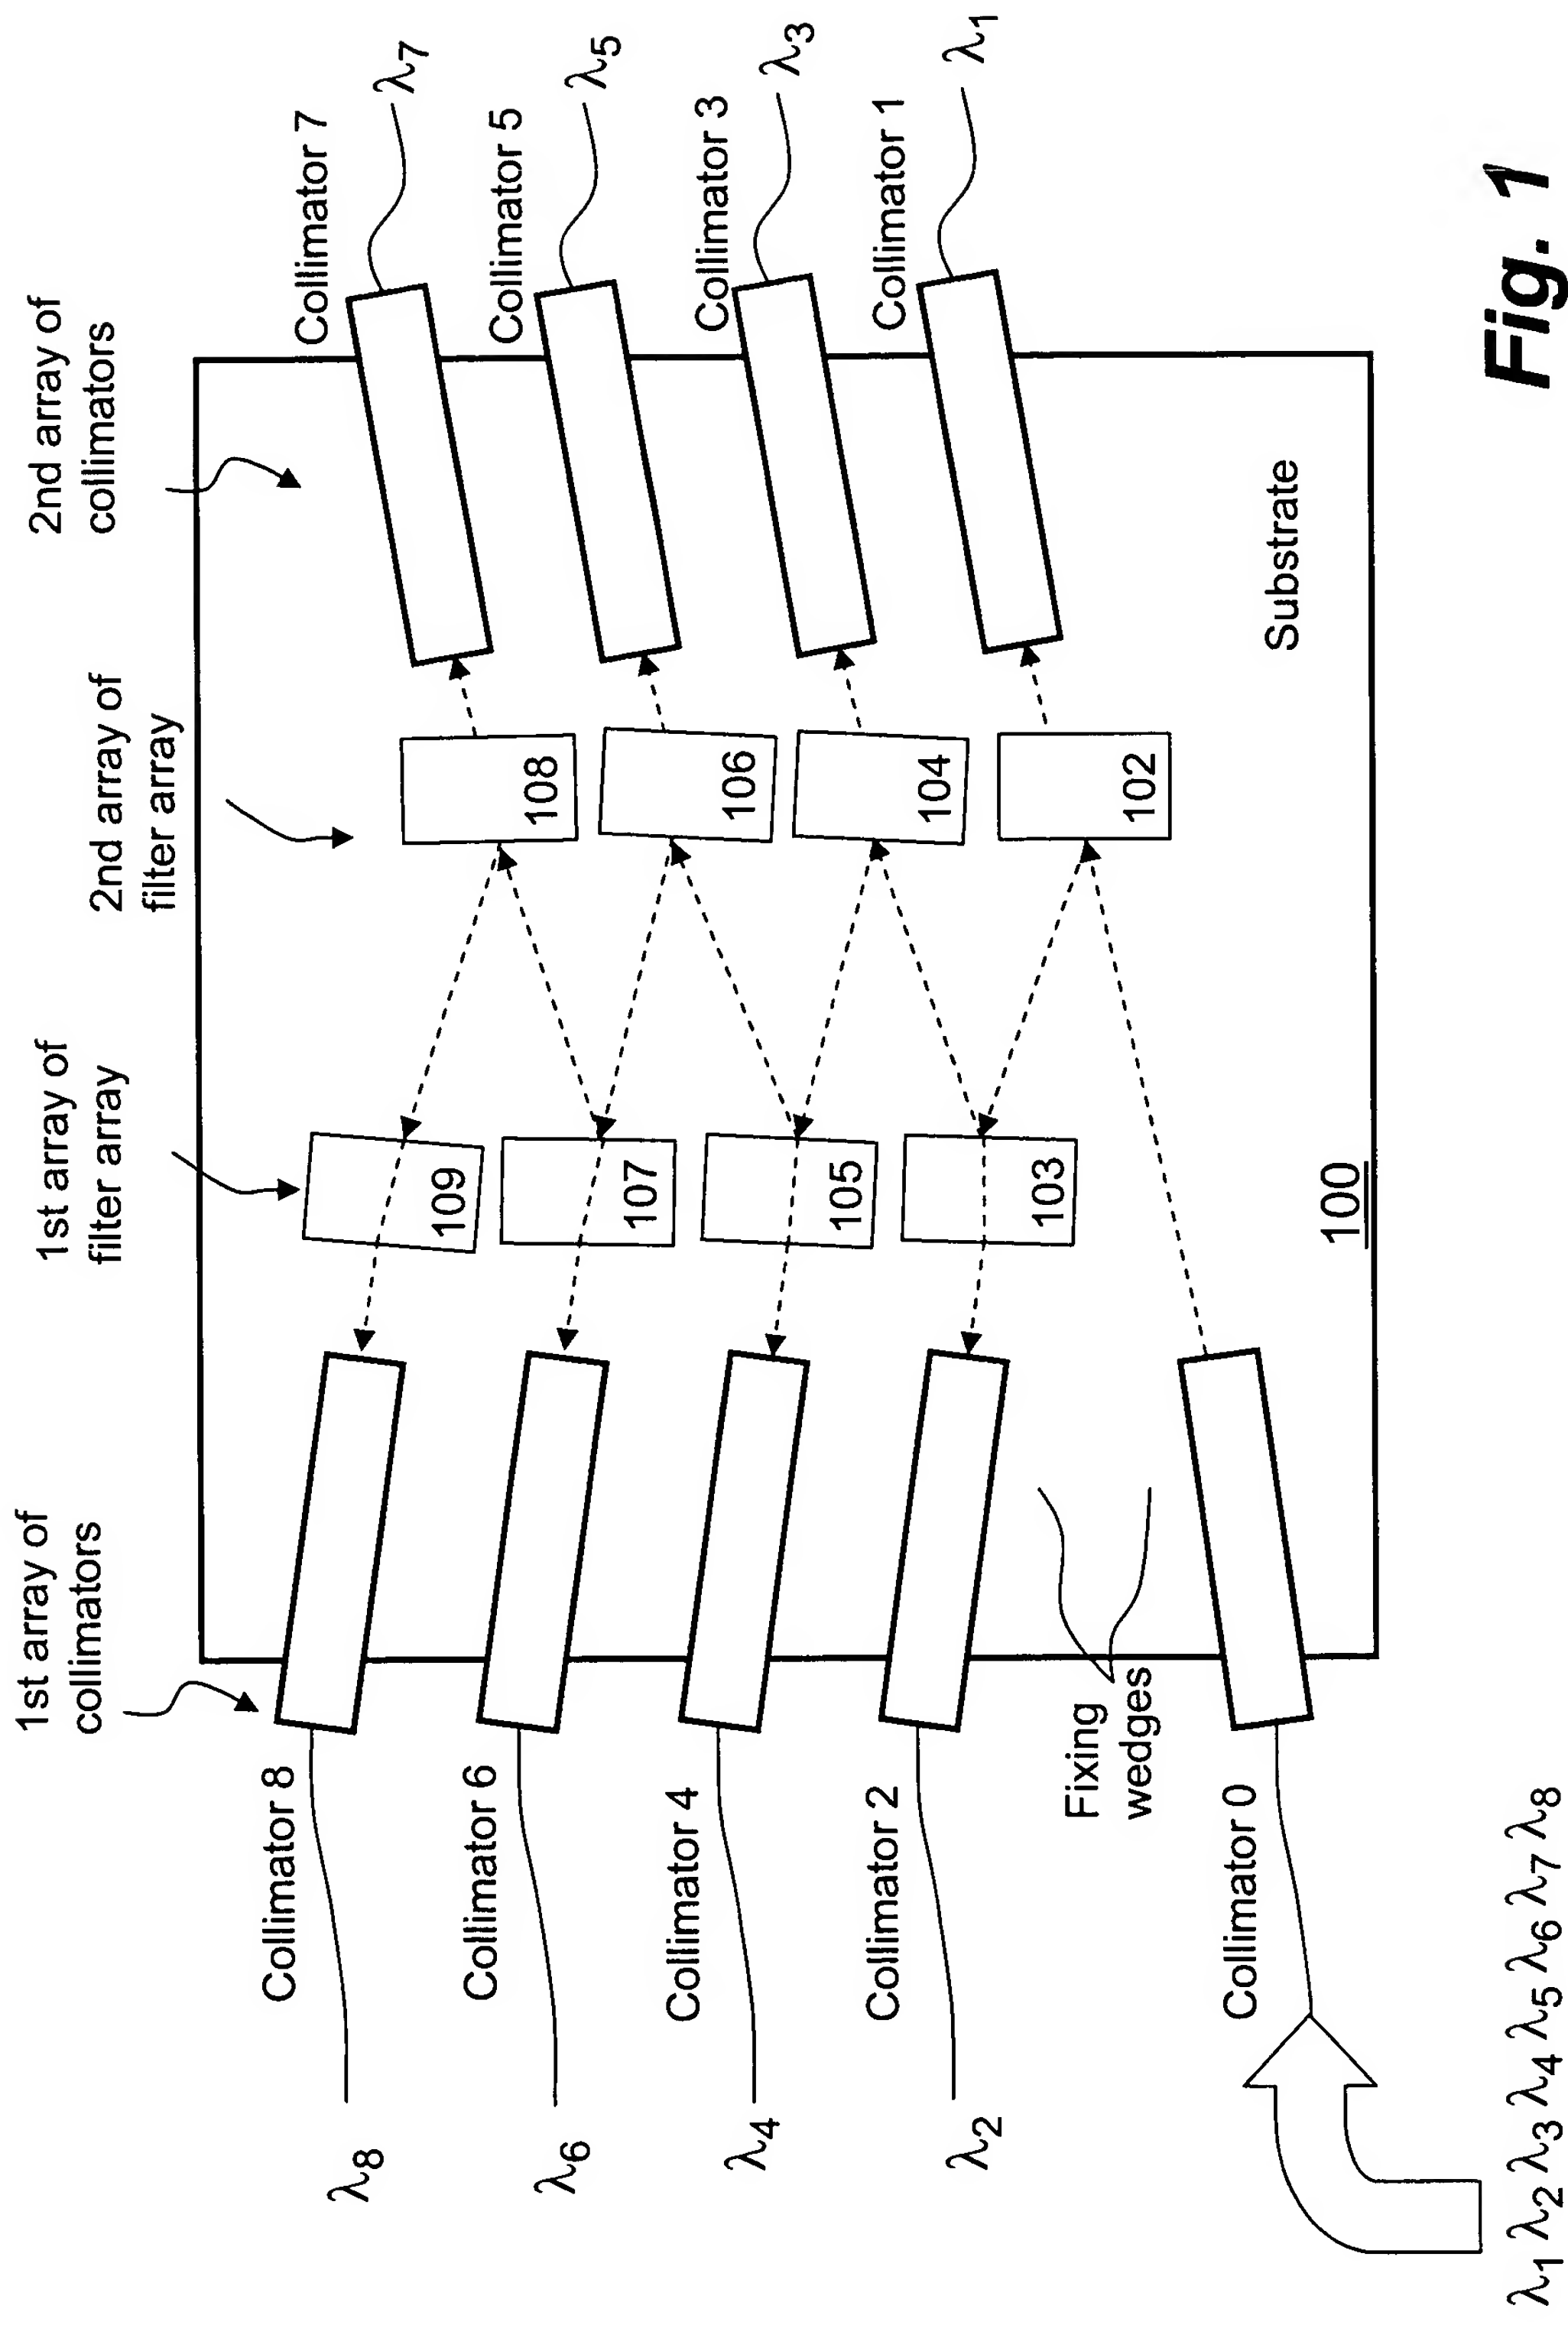 1st array of
collimators
1st array of
filter array
2nd array of
filter array
2nd array of
collimators
Collimator 8
λ8
Collimator 6
λ6
Collimator 4
λ4
Collimator 2
λ2
Collimator 0
Fixing
wedges
109
107
105
103
108
106
104
102
Collimator 7
λ7
Collimator 5
λ5
Collimator 3
λ3
Collimator 1
λ1
Substrate
100
λ1 λ2 λ3 λ4 λ5 λ6 λ7 λ8
Fig. 1